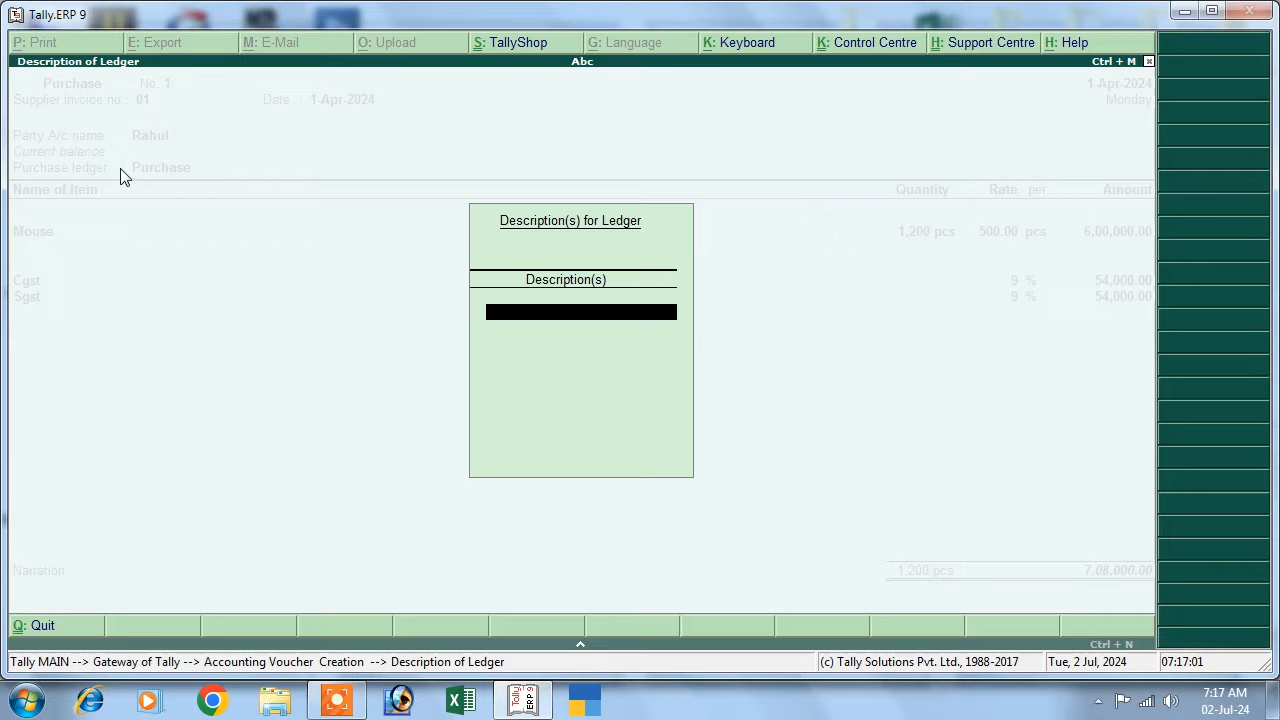 Tally.ERP 9
P: Print E: Export M: E-Mail O: Upload S: TallyShop G: Language K: Keyboard K: Control Centre H: Support Centre H: Help
Description of Ledger Abc Ctrl + M
Purchase No. 1 1-Apr-2024
Supplier invoice no.: 01 Date : 1-Apr-2024 Monday
Party A/c name : Rahul
Current balance :
Purchase ledger : Purchase
Name of Item Quantity Rate per Amount
Description(s) for Ledger
Mouse 1,200 pcs 500.00 pcs 6,00,000.00
Description(s)
Cgst 9 % 54,000.00
Sgst 9 % 54,000.00
Narration 1,200 pcs 7,08,000.00
Q: Quit
Ctrl + N
Tally MAIN --> Gateway of Tally --> Accounting Voucher Creation --> Description of Ledger (c) Tally Solutions Pvt. Ltd., 1988-2017 Tue, 2 Jul, 2024 07:17:01
Tally ERP 9
7:17 AM
02-Jul-24